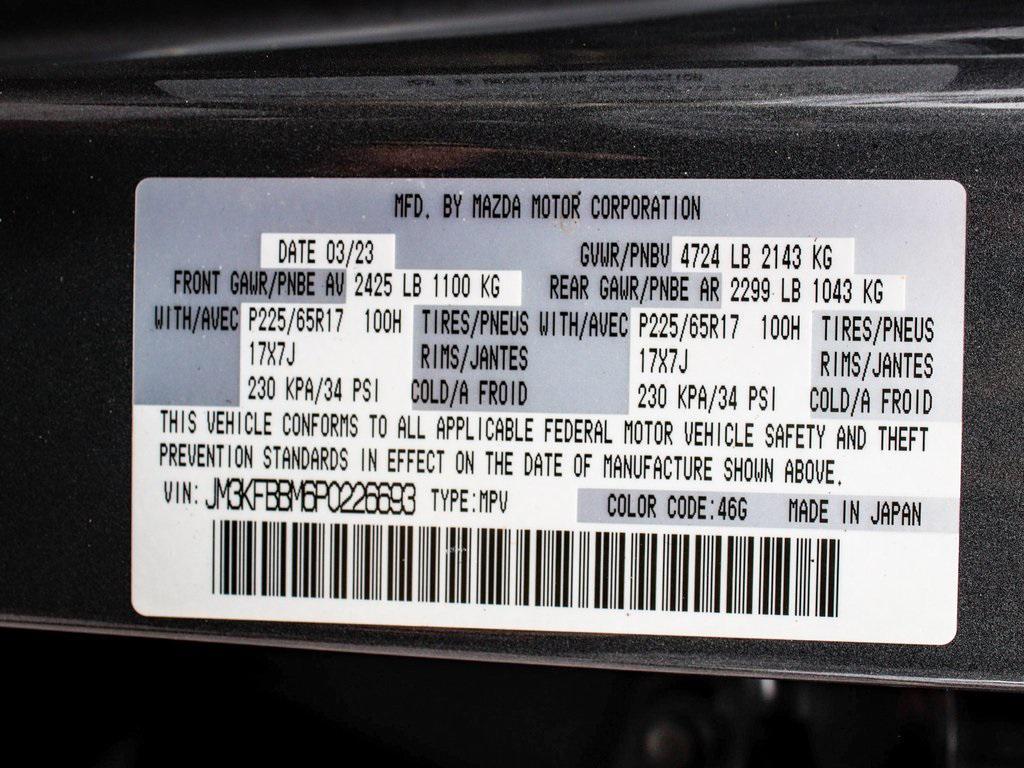 MFD. BY MAZDA MOTOR CORPORATION
DATE 03/23 GVWR/PNBV 4724 LB 2143 KG
FRONT GAWR/PNBE AV 2425 LB 1100 KG REAR GAWR/PNBE AR 2299 LB 1043 KG
WITH/AVEC P225/65R17 100H TIRES/PNEUS WITH/AVEC P225/65R17 100H TIRES/PNEUS
17X7J RIMS/JANTES 17X7J RIMS/JANTES
230 KPA/34 PSI COLD/A FROID 230 KPA/34 PSI COLD/A FROID
THIS VEHICLE CONFORMS TO ALL APPLICABLE FEDERAL MOTOR VEHICLE SAFETY AND THEFT
PREVENTION STANDARDS IN EFFECT ON THE DATE OF MANUFACTURE SHOWN ABOVE.
VIN: JM3KFBBM6P0226693 TYPE:MPV COLOR CODE:46G MADE IN JAPAN